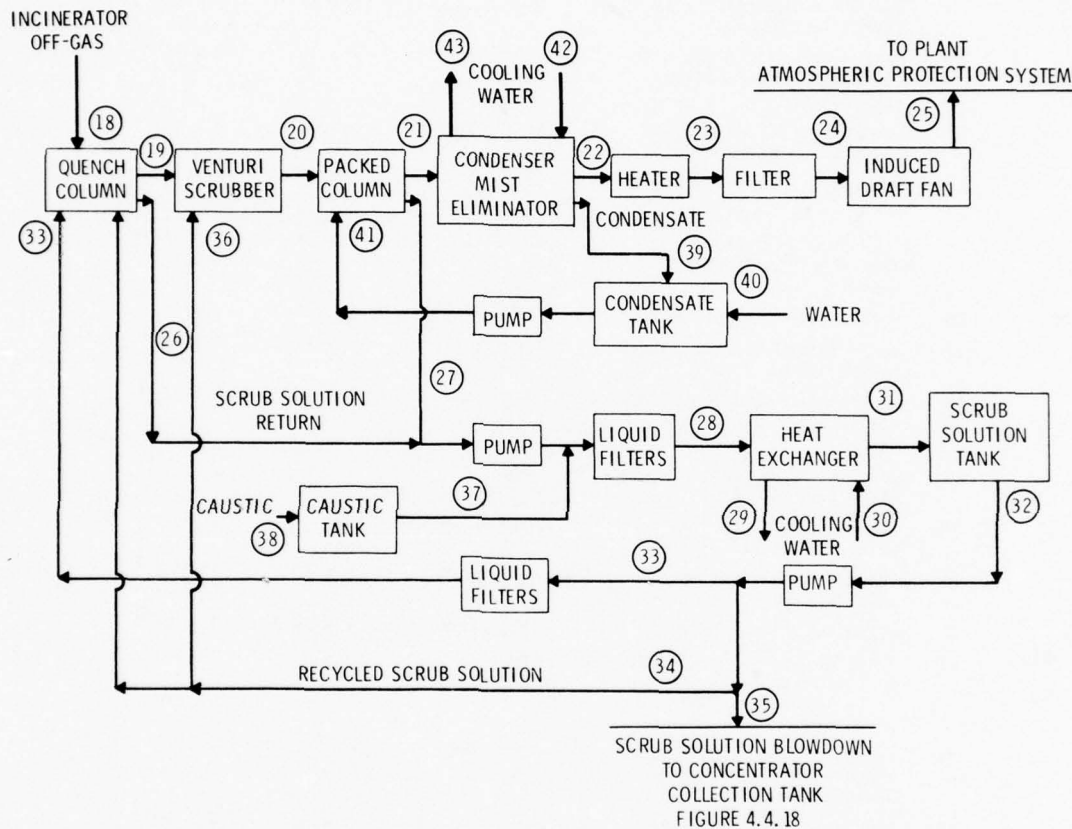 INCINERATOR
OFF-GAS
43
42
COOLING
WATER
TO PLANT
ATMOSPHERIC PROTECTION SYSTEM
18
19
20
21
22
23
24
25
QUENCH
COLUMN
VENTURI
SCRUBBER
PACKED
COLUMN
CONDENSER
MIST
ELIMINATOR
HEATER
FILTER
INDUCED
DRAFT FAN
CONDENSATE
33
36
41
39
40
PUMP
CONDENSATE
TANK
WATER
26
27
SCRUB SOLUTION
RETURN
PUMP
LIQUID
FILTERS
28
HEAT
EXCHANGER
31
SCRUB
SOLUTION
TANK
CAUSTIC
38
CAUSTIC
TANK
37
29
COOLING
WATER
30
32
LIQUID
FILTERS
33
PUMP
RECYCLED SCRUB SOLUTION
34
35
SCRUB SOLUTION BLOWDOWN
TO CONCENTRATOR
COLLECTION TANK
FIGURE 4.4.18